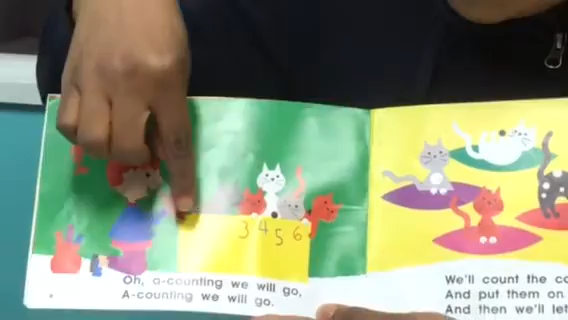 3 4 5 6
Oh, a-counting we will go,
A-counting we will go.
We'll count the
And put them on
And then we'll let